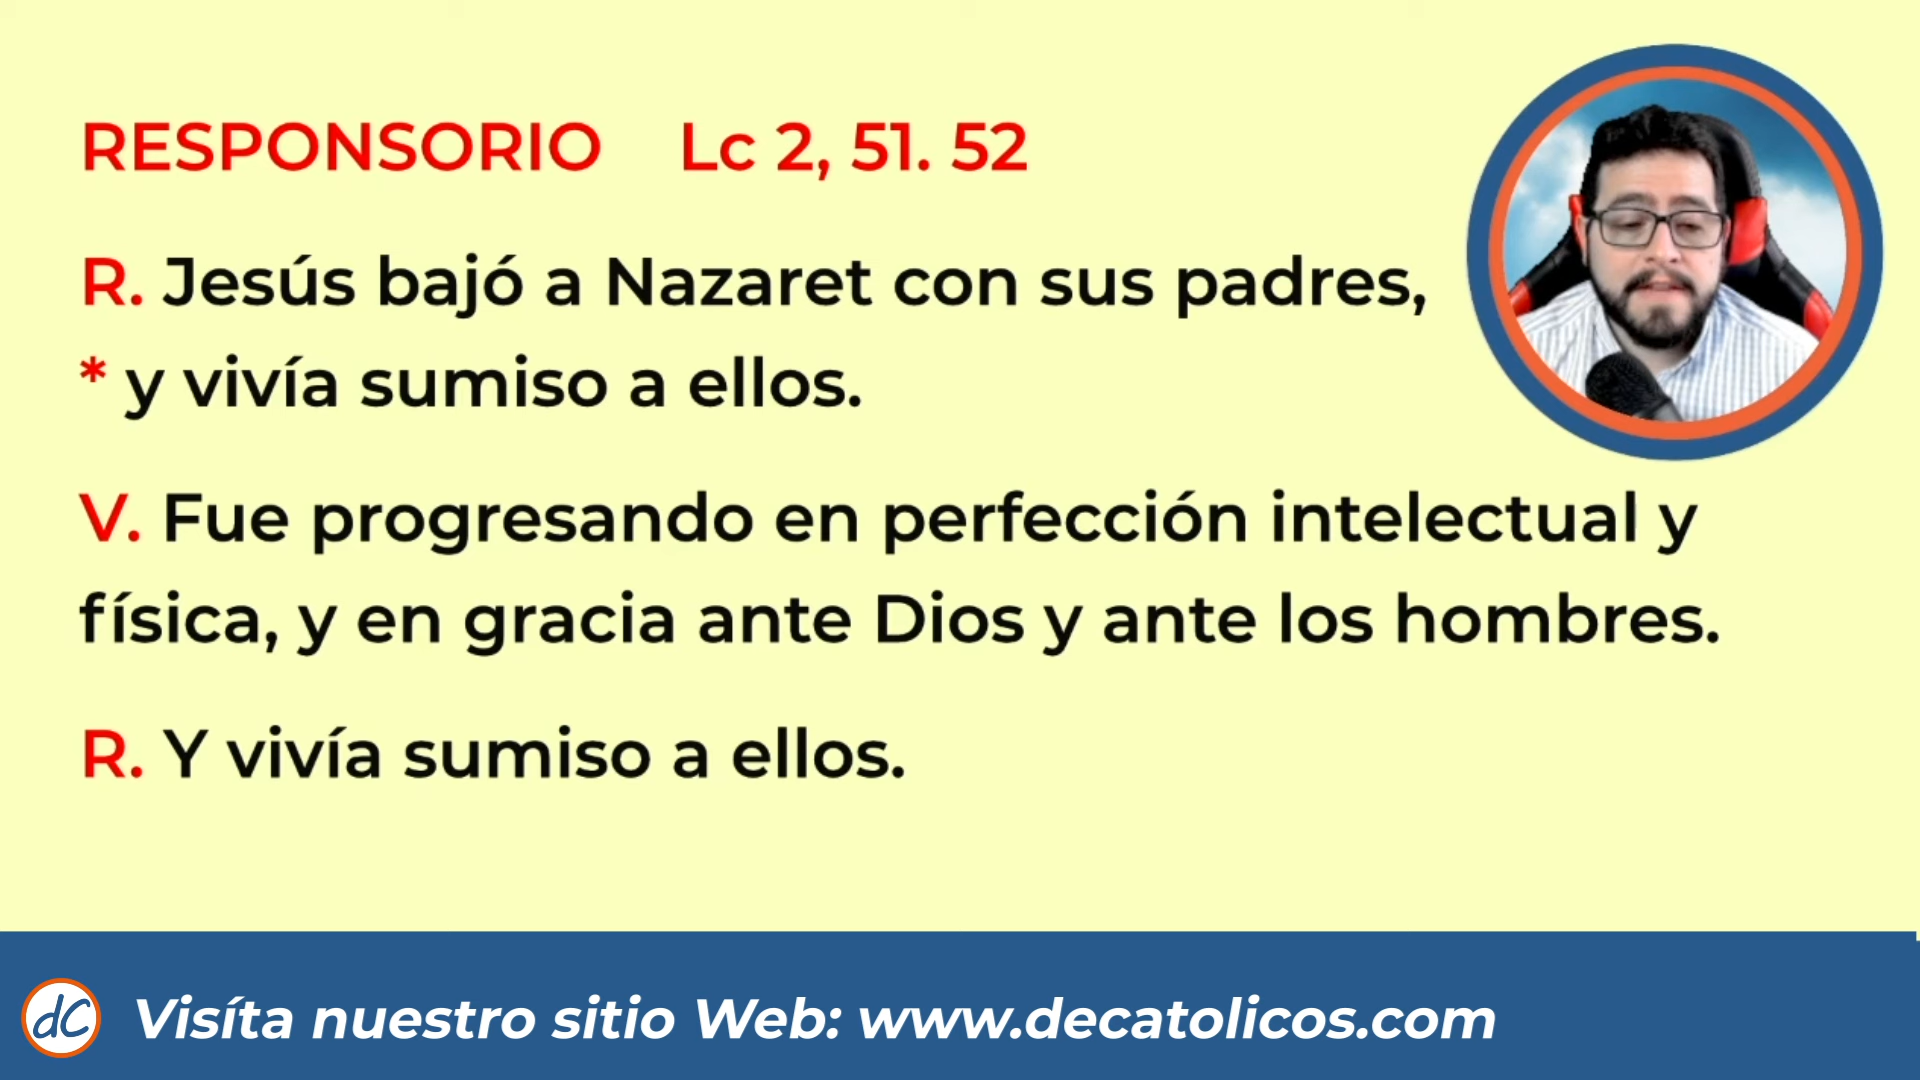 RESPONSORIO Lc 2, 51. 52
R. Jesús bajó a Nazaret con sus padres,
* y vivía sumiso a ellos.
V. Fue progresando en perfección intelectual y
física, y en gracia ante Dios y ante los hombres.
R. Y vivía sumiso a ellos.
dC Visíta nuestro sitio Web: www.decatolicos.com